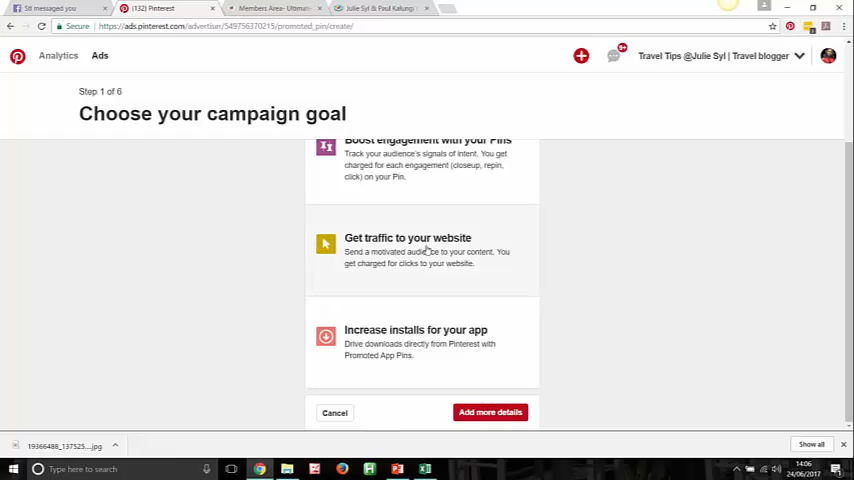 Stl messaged you
(132) Pinterest
Members Area- Ultimate
Julie Syl & Paul Kalungi
Secure
https://ads.pinterest.com/advertiser/549756370215/promoted_pin/create/
Analytics
Ads
9+
Travel Tips @Julie Syl | Travel blogger
Step 1 of 6
Choose your campaign goal
Boost engagement with your Pins
Track your audience's signals of intent. You get
charged for each engagement (closeup, repin,
click) on your Pin.
Get traffic to your website
Send a motivated audience to your content. You
get charged for clicks to your website.
Increase installs for your app
Drive downloads directly from Pinterest with
Promoted App Pins.
Cancel
Add more details
19366488_137525....jpg
Show all
Type here to search
14:06
24/06/2017